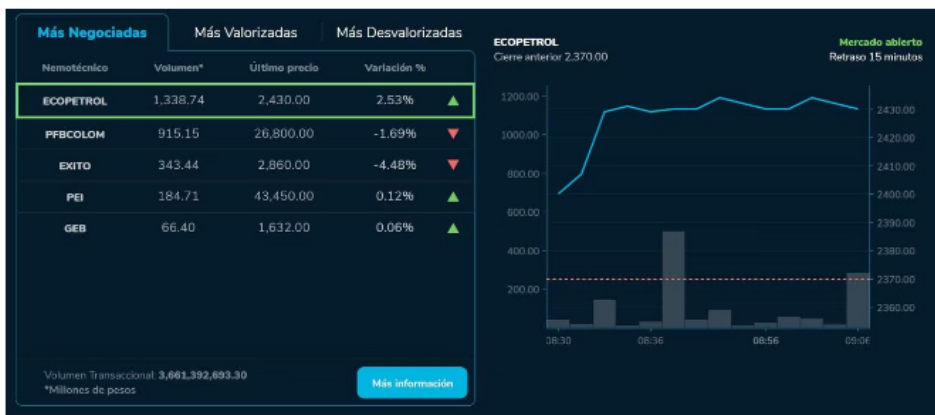 Más Negociadas Más Valorizadas Más Desvalorizadas
Nemotécnico Volumen* Último precio Variación %
ECOPETROL 1,338.74 2,430.00 2.53%
PFBCOLOM 915.15 26,800.00 -1.69%
EXITO 343.44 2,860.00 -4.48%
PEI 184.71 43,450.00 0.12%
GEB 66.40 1,632.00 0.06%
Volumen Transaccional: 3,661,392,693.30
*Millones de pesos
Más información
ECOPETROL Mercado abierto
Cierre anterior 2,370.00 Retraso 15 minutos
1200.00
2430.00
1000.00
2420.00
2410.00
800.00
2400.00
600.00
2390.00
400.00 2380.00
2370.00
200.00
2360.00
08:30 08:36 08:56 09:06